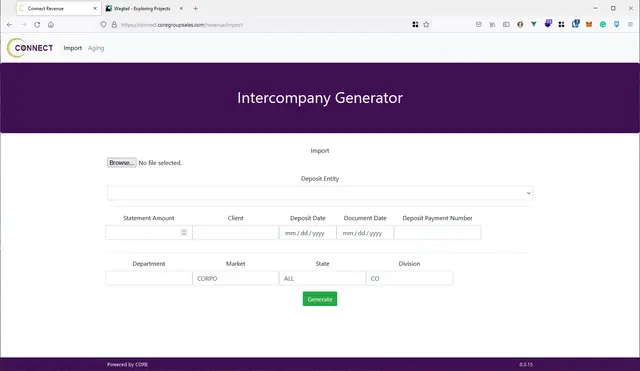 Connect Revenue
Wagtail - Exploring Projects
https://connect.coregroupsales.com/revenue/import
CONNECT
Import
Aging
Intercompany Generator
Import
Browse... No file selected.
Deposit Entity
Statement Amount Client Deposit Date Document Date Deposit Payment Number
mm / dd / yyyy mm / dd / yyyy
Department Market State Division
CORPO ALL CO
Generate
Powered by CORE 0.3.15